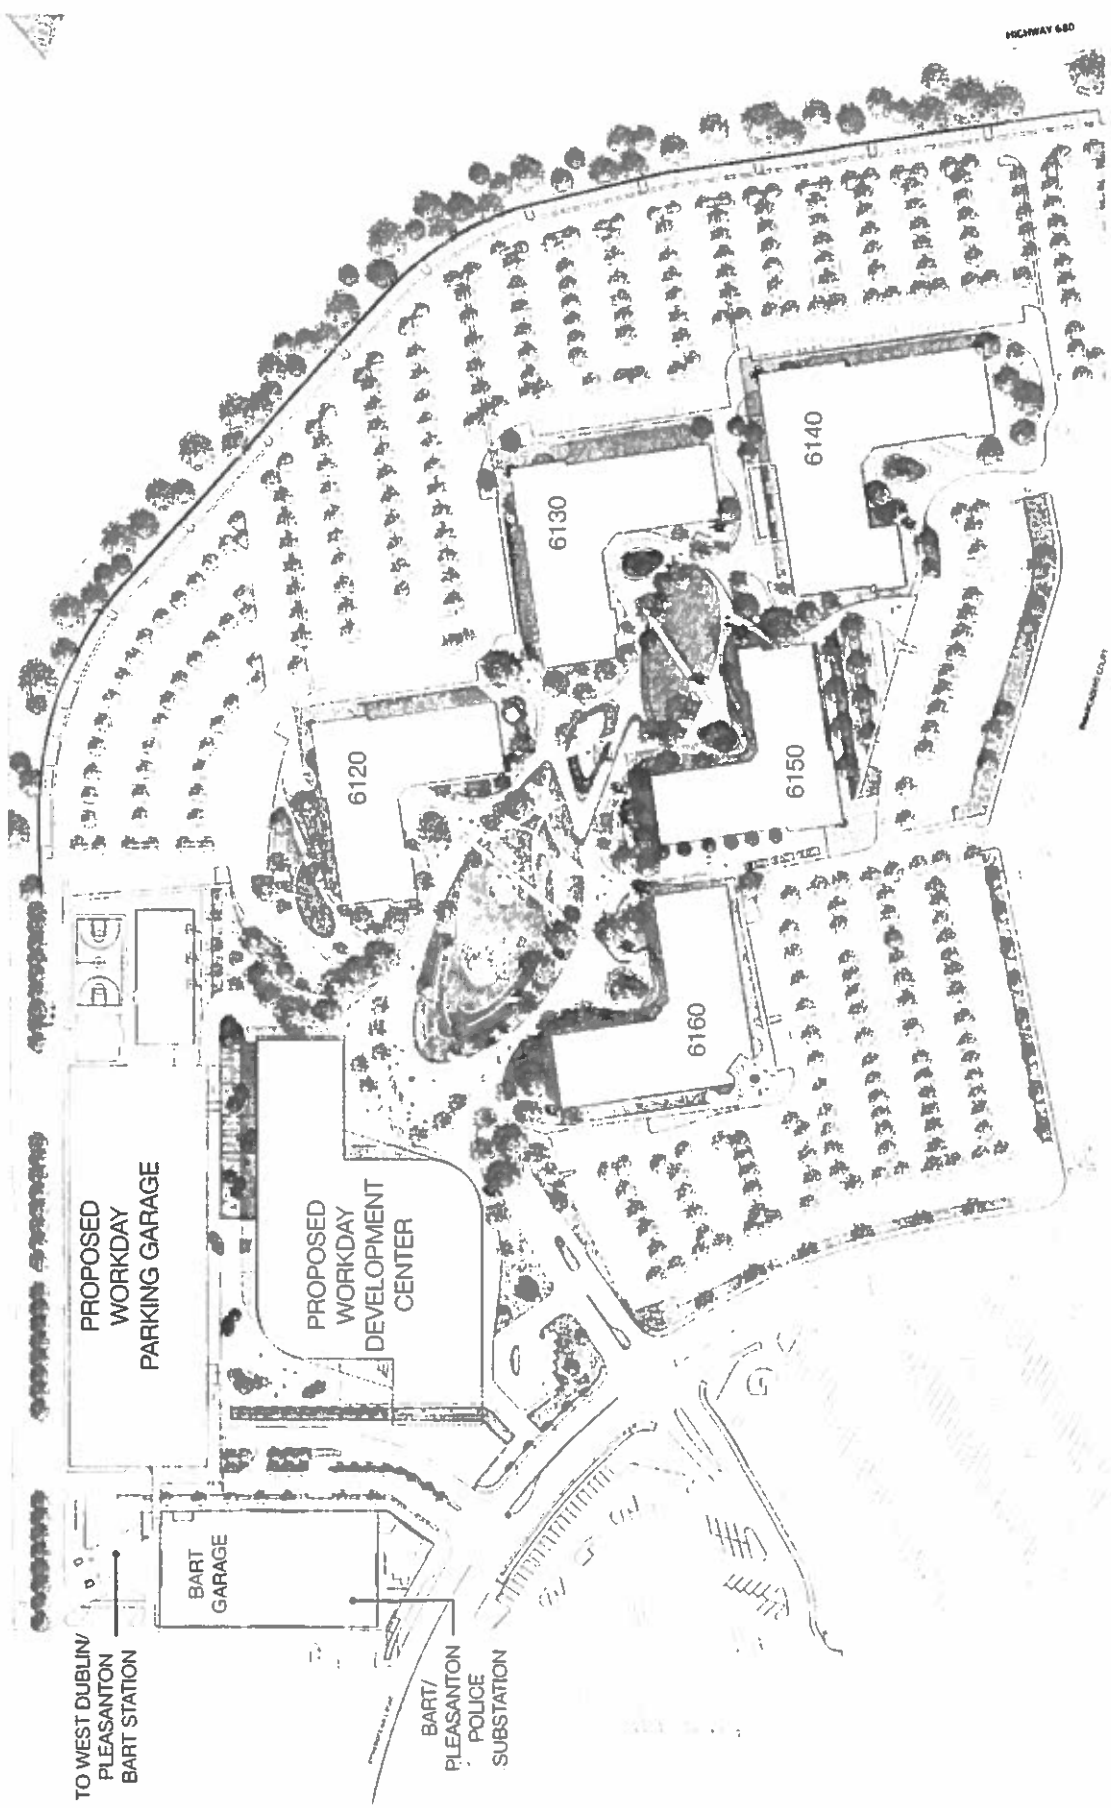 HIGHWAY 680
6140
6130
6120
6150
6160
PROPOSED
WORKDAY
PARKING GARAGE
PROPOSED
WORKDAY
DEVELOPMENT
CENTER
BART
GARAGE
TO WEST DUBLIN/
PLEASANTON
BART STATION
BART/
PLEASANTON
POLICE
SUBSTATION